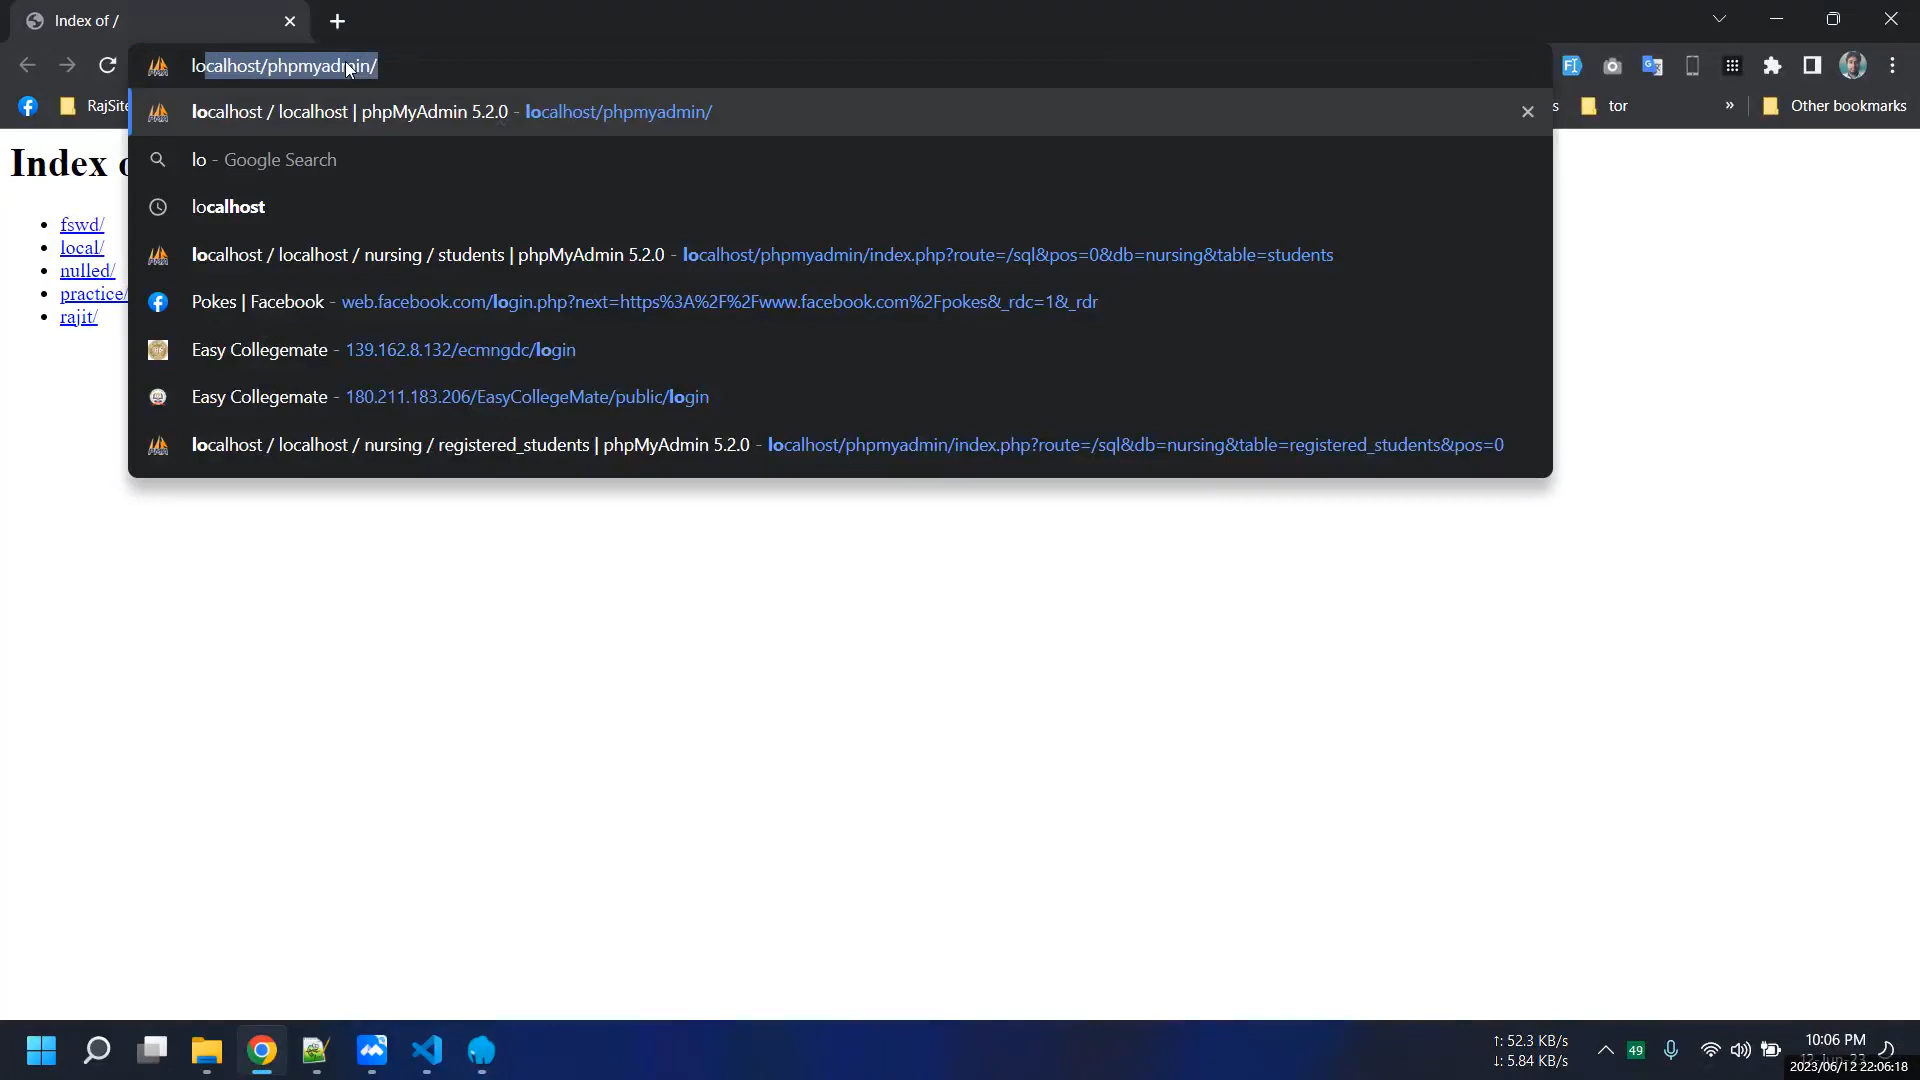 Index of /
localhost/phpmyadmin/
localhost / localhost | phpMyAdmin 5.2.0 - localhost/phpmyadmin/
lo - Google Search
localhost
localhost / localhost / nursing / students | phpMyAdmin 5.2.0 - localhost/phpmyadmin/index.php?route=/sql&pos=0&db=nursing&table=students
Pokes | Facebook - web.facebook.com/login.php?next=https%3A%2F%2Fwww.facebook.com%2Fpokes&_rdc=1&_rdr
Easy Collegemate - 139.162.8.132/ecmngdc/login
Easy Collegemate - 180.211.183.206/EasyCollegeMate/public/login
localhost / localhost / nursing / registered_students | phpMyAdmin 5.2.0 - localhost/phpmyadmin/index.php?route=/sql&db=nursing&table=registered_students&pos=0
RajSite
s
tor
»
Other bookmarks
Index o
fswd/
local/
nulled/
practice/
rajit/
↑: 52.3 KB/s
↓: 5.84 KB/s
49
10:06 PM
12-Jun-23
2023/06/12 22:06:18